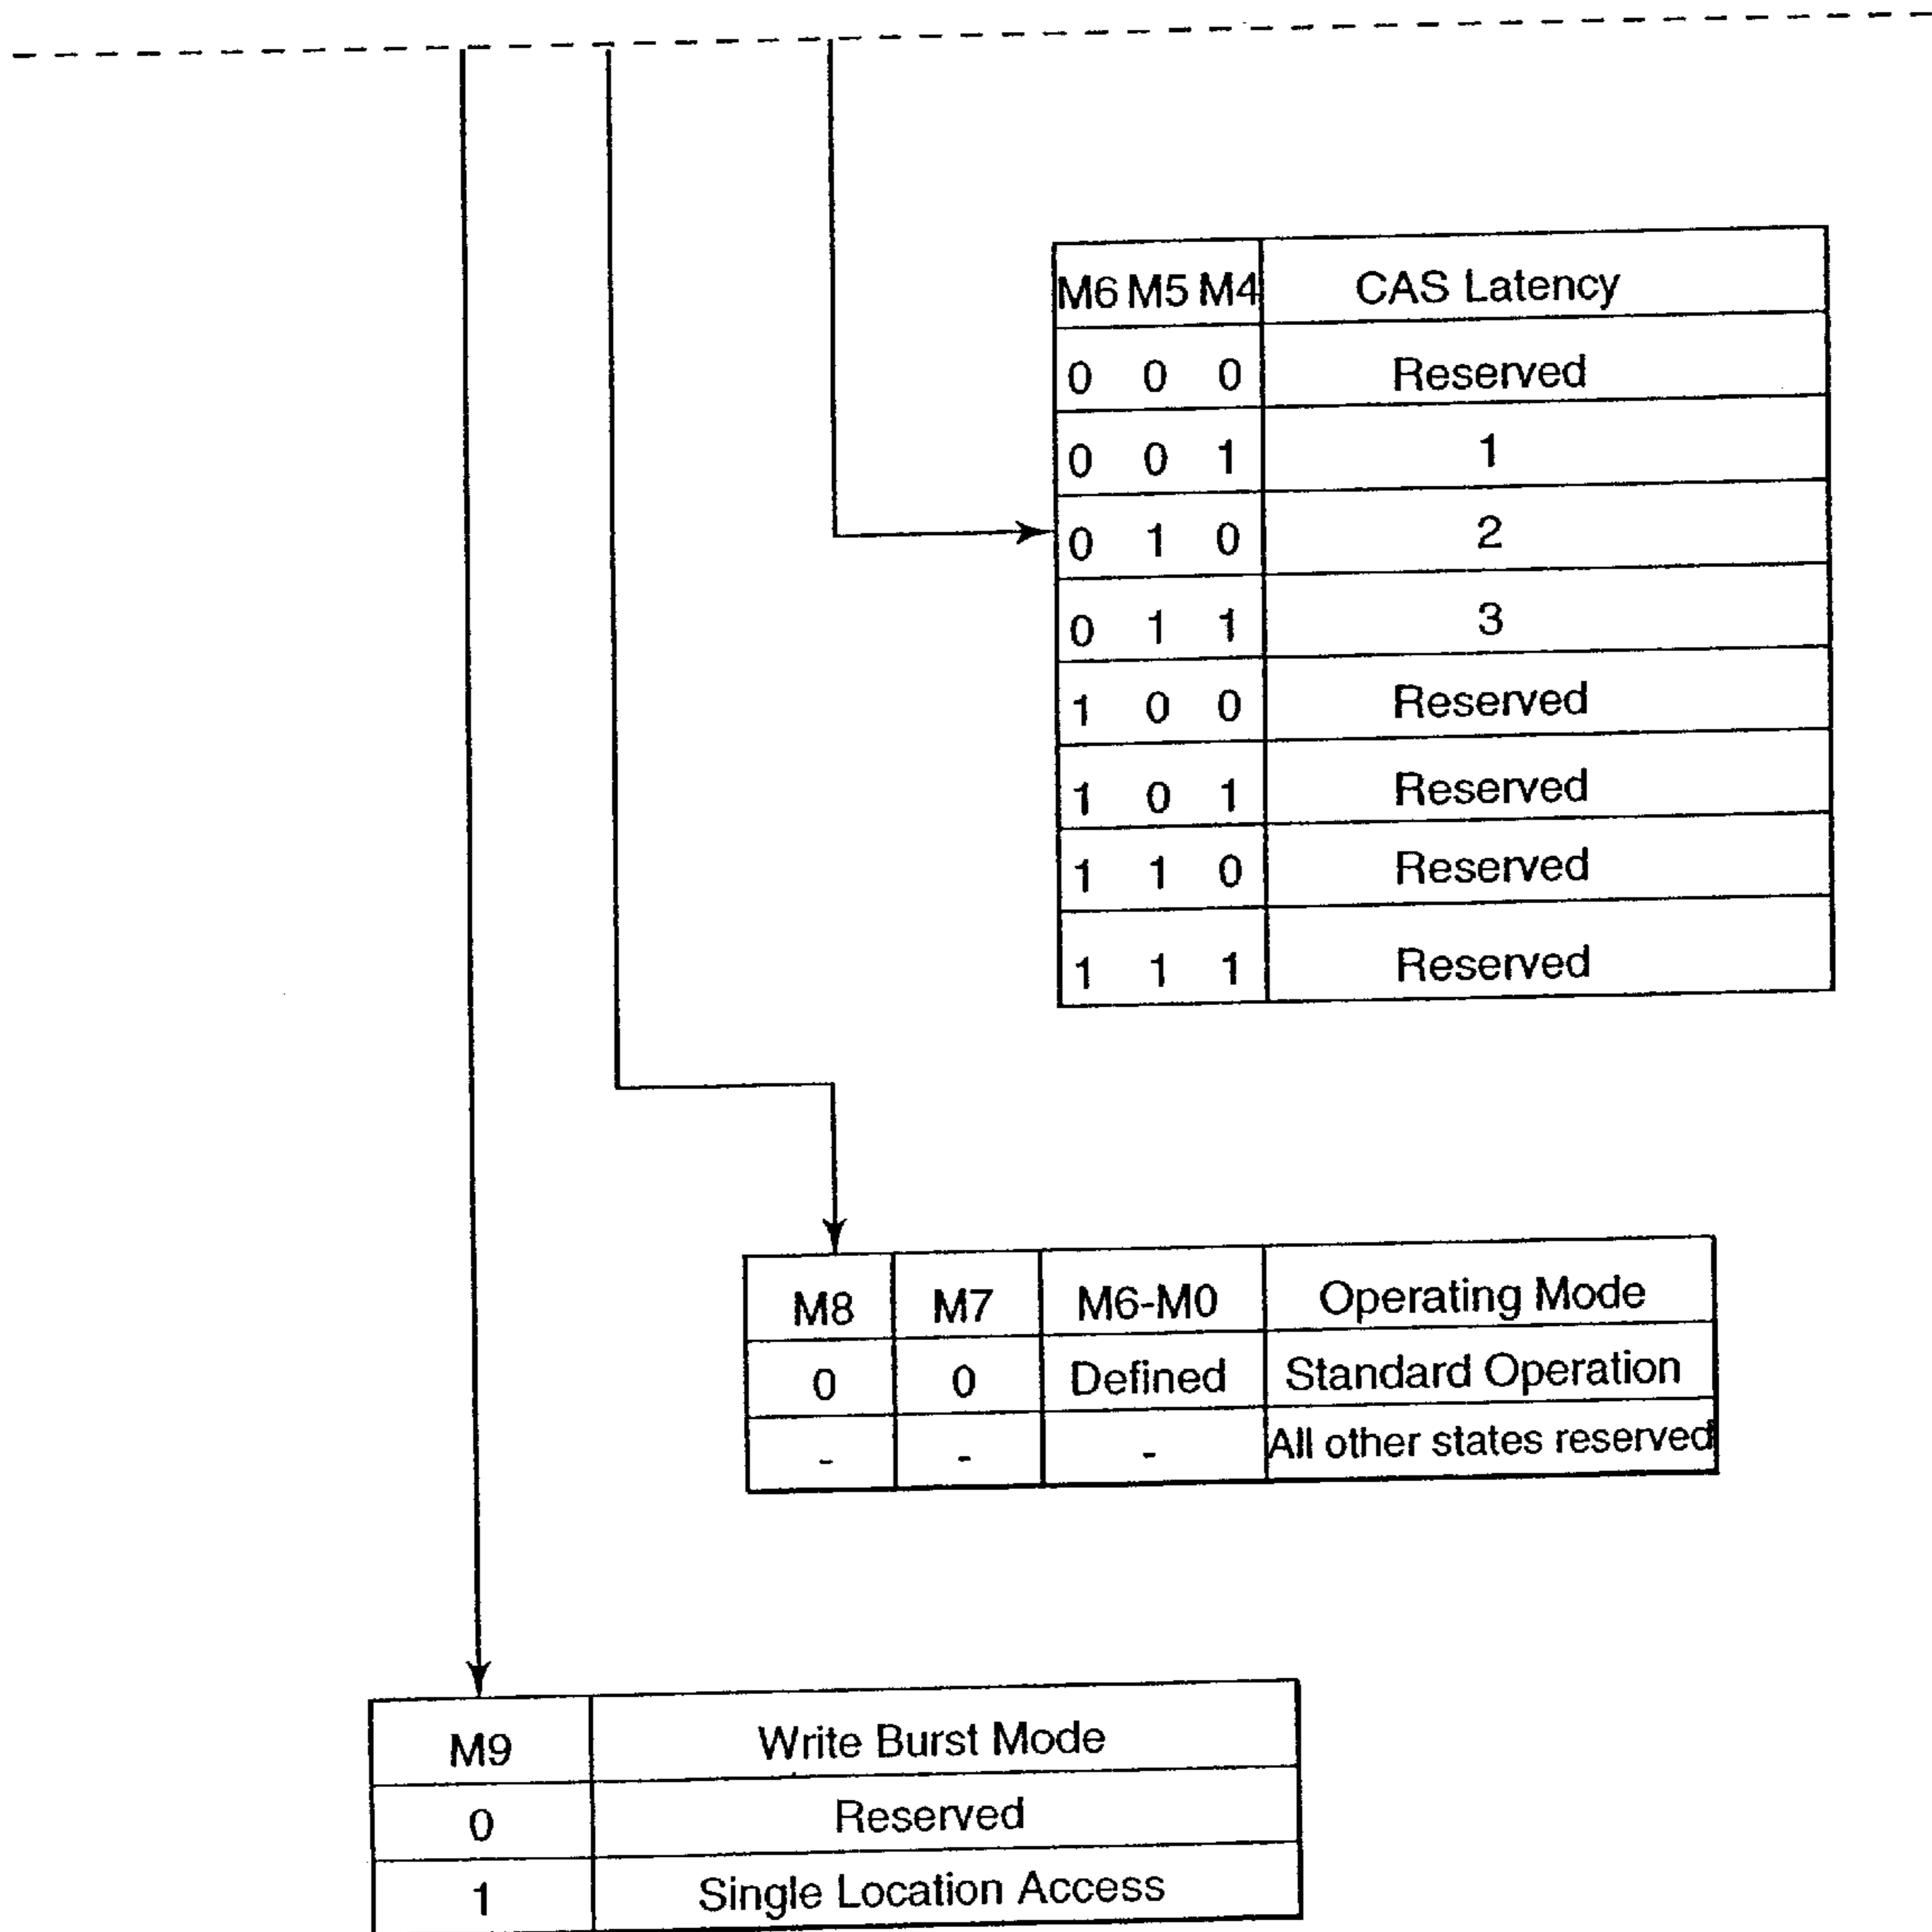 M6 M5 M4 CAS Latency
0 0 0 Reserved
0 0 1 1
0 1 0 2
0 1 1 3
1 0 0 Reserved
1 0 1 Reserved
1 1 0 Reserved
1 1 1 Reserved
M8 M7 M6-M0 Operating Mode
0 0 Defined Standard Operation
- - - All other states reserved
M9 Write Burst Mode
0 Reserved
1 Single Location Access